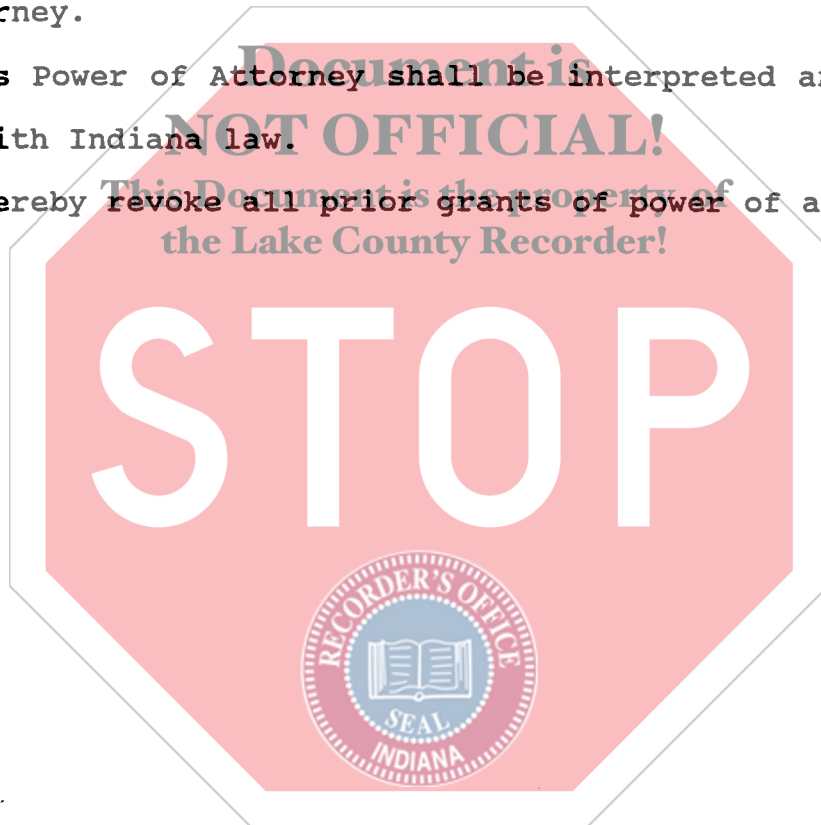 rney.
Document is
s Power of Attorney shall be interpreted an
NOT OFFICIAL!
ith Indiana law.
This Document is the property of
ereby revoke all prior grants of power of a
the Lake County Recorder!
STOP
RECORDER'S OFFICE
SEAL
INDIANA